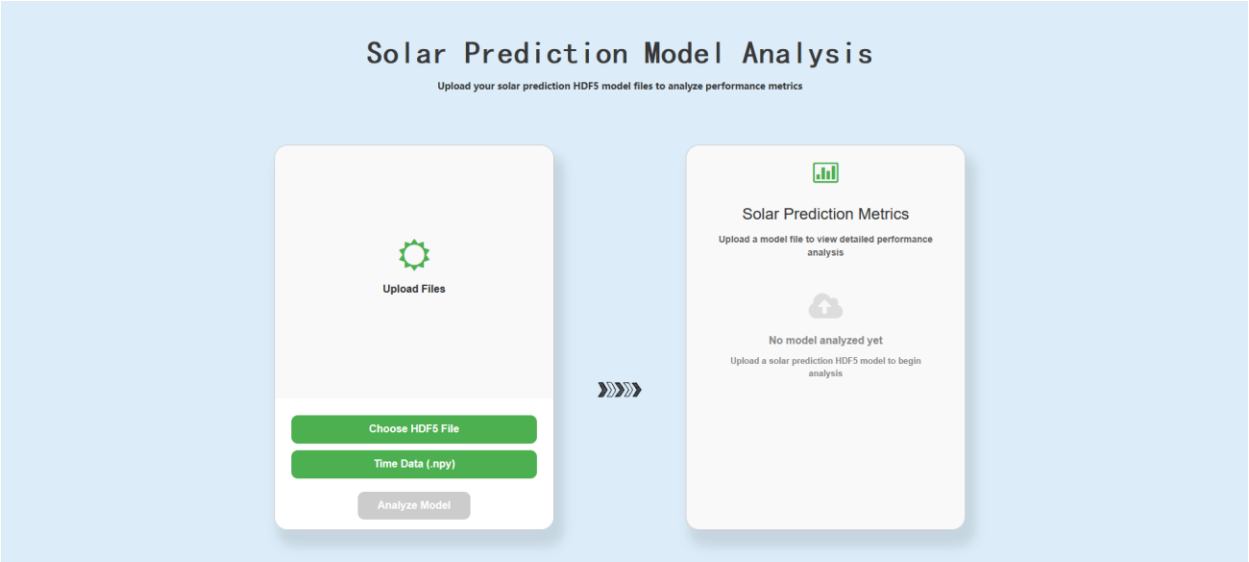 Solar Prediction Model Analysis
Upload your solar prediction HDF5 model files to analyze performance metrics
Upload Files
Choose HDF5 File
Time Data (.npy)
Analyze Model
Solar Prediction Metrics
Upload a model file to view detailed performance
analysis
No model analyzed yet
Upload a solar prediction HDF5 model to begin
analysis